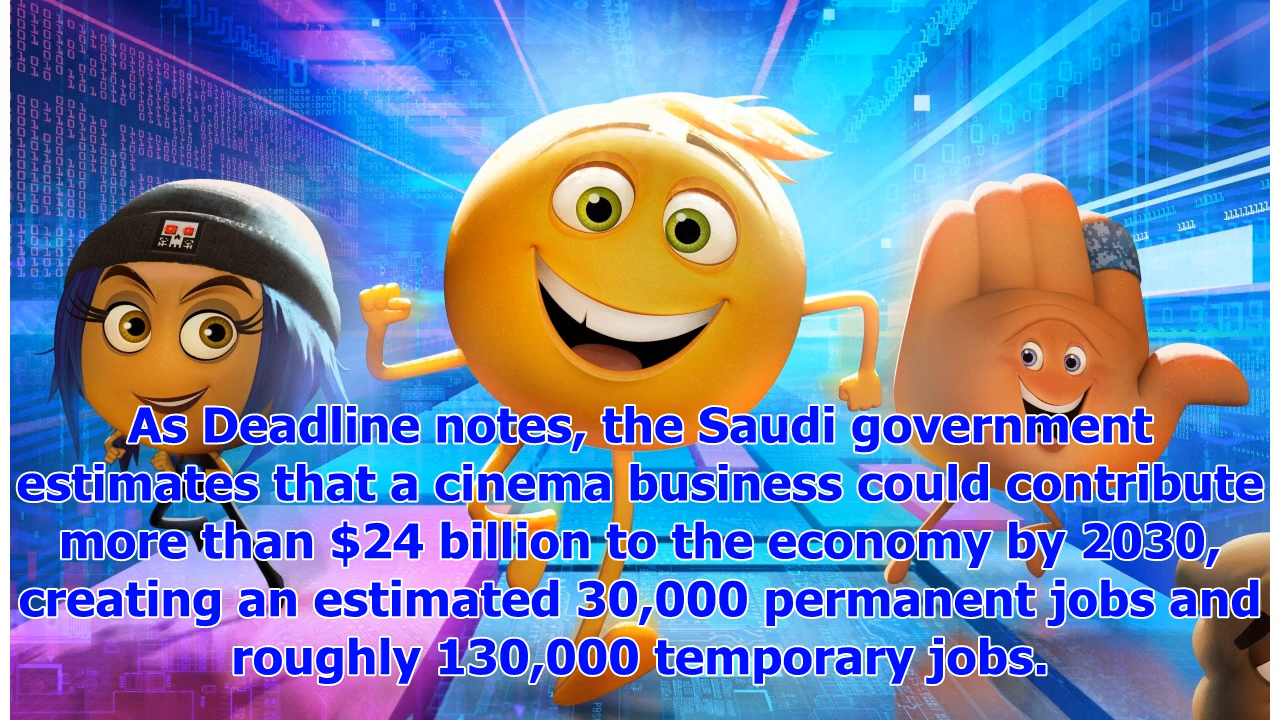 As Deadline notes, the Saudi government
estimates that a cinema business could contribute
more than $24 billion to the economy by 2030,
creating an estimated 30,000 permanent jobs and
roughly 130,000 temporary jobs.